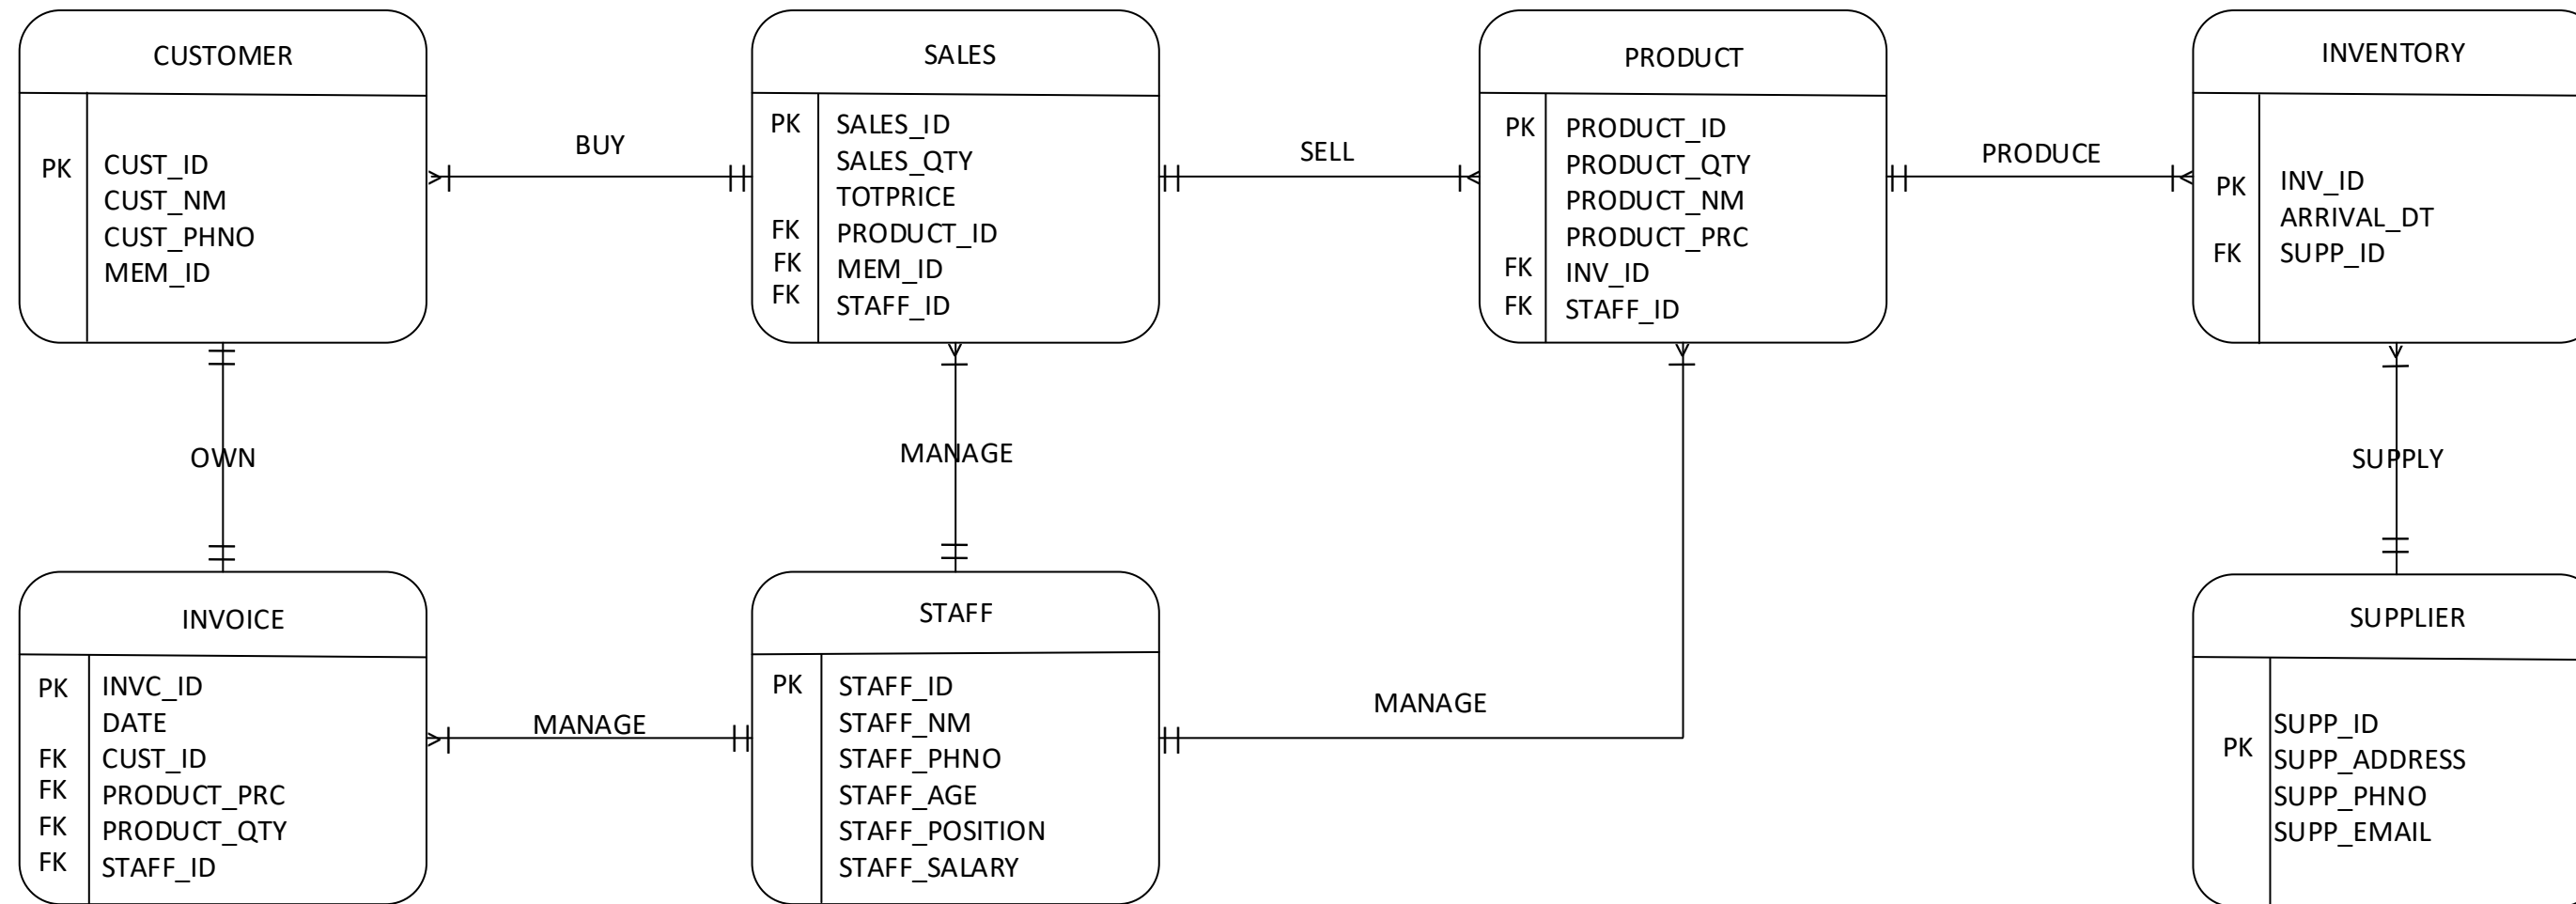 CUSTOMER
PK CUST_ID
CUST_NM
CUST_PHNO
MEM_ID
BUY
SALES
PK SALES_ID
SALES_QTY
TOTPRICE
FK PRODUCT_ID
FK MEM_ID
FK STAFF_ID
SELL
PRODUCT
PK PRODUCT_ID
PRODUCT_QTY
PRODUCT_NM
PRODUCT_PRC
FK INV_ID
FK STAFF_ID
PRODUCE
INVENTORY
PK INV_ID
ARRIVAL_DT
FK SUPP_ID
OWN
MANAGE
SUPPLY
INVOICE
PK INVC_ID
DATE
FK CUST_ID
FK PRODUCT_PRC
FK PRODUCT_QTY
FK STAFF_ID
MANAGE
STAFF
PK STAFF_ID
STAFF_NM
STAFF_PHNO
STAFF_AGE
STAFF_POSITION
STAFF_SALARY
MANAGE
SUPPLIER
PK SUPP_ID
SUPP_ADDRESS
SUPP_PHNO
SUPP_EMAIL